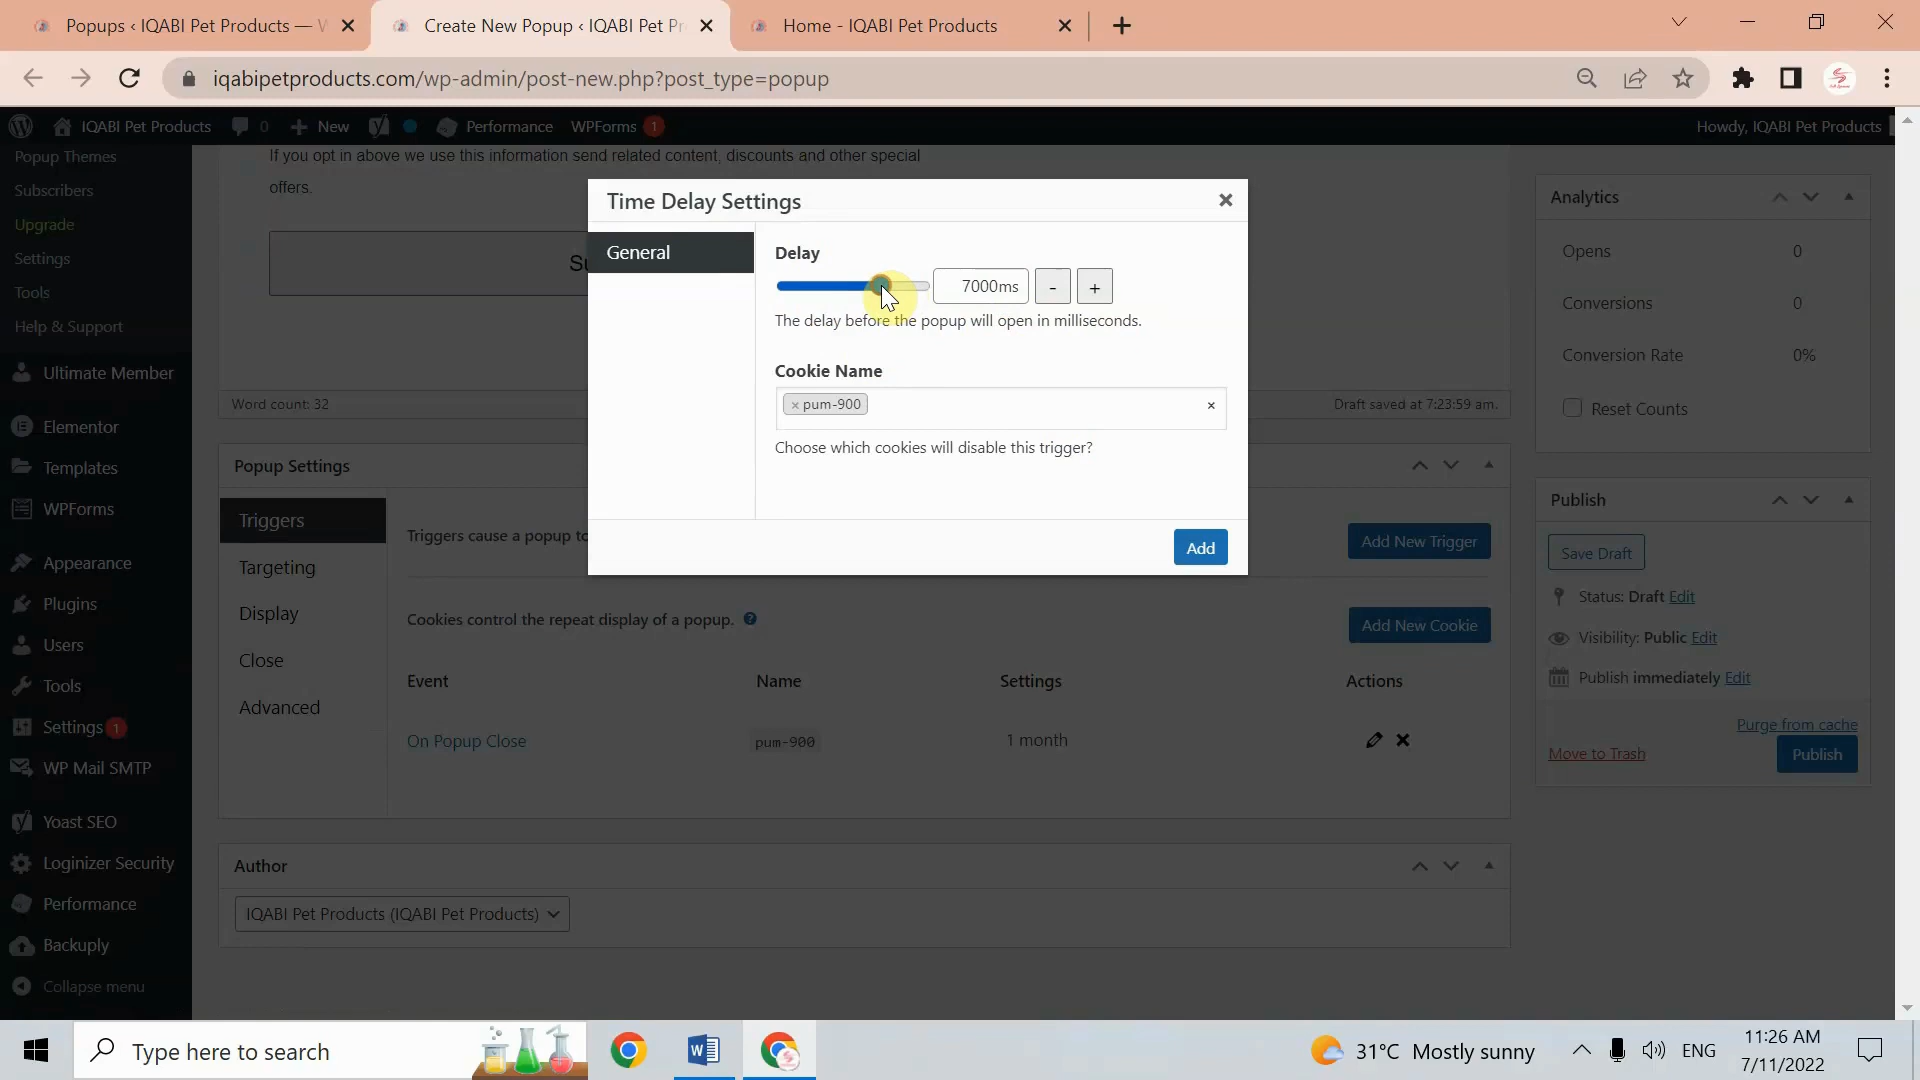 Popups ‹ IQABI Pet Products — W
Create New Popup ‹ IQABI Pet Pr
Home - IQABI Pet Products
iqabipetproducts.com/wp-admin/post-new.php?post_type=popup
IQABI Pet Products
0
New
Performance
WPForms 1
Howdy, IQABI Pet Products
Popup Themes
Subscribers
Upgrade
Settings
Tools
Help & Support
Ultimate Member
Elementor
Templates
WPForms
Appearance
Plugins
Users
Tools
Settings 1
WP Mail SMTP
Yoast SEO
Loginizer Security
Performance
Backuply
Collapse menu
If you opt in above we use this information send related content, discounts and other special
offers.
Word count: 32
Draft saved at 7:23:59 am.
Time Delay Settings
General
Delay
7000ms
-
+
The delay before the popup will open in milliseconds.
Cookie Name
× pum-900
×
Choose which cookies will disable this trigger?
Add
Popup Settings
Triggers
Targeting
Display
Close
Advanced
Triggers cause a popup to
Add New Trigger
Cookies control the repeat display of a popup.
Add New Cookie
Event
Name
Settings
Actions
On Popup Close
pum-900
1 month
Author
IQABI Pet Products (IQABI Pet Products)
Analytics
Opens
0
Conversions
0
Conversion Rate
0%
Reset Counts
Publish
Save Draft
Status: Draft Edit
Visibility: Public Edit
Publish immediately Edit
Purge from cache
Move to Trash
Publish
Type here to search
31°C Mostly sunny
ENG
11:26 AM
7/11/2022